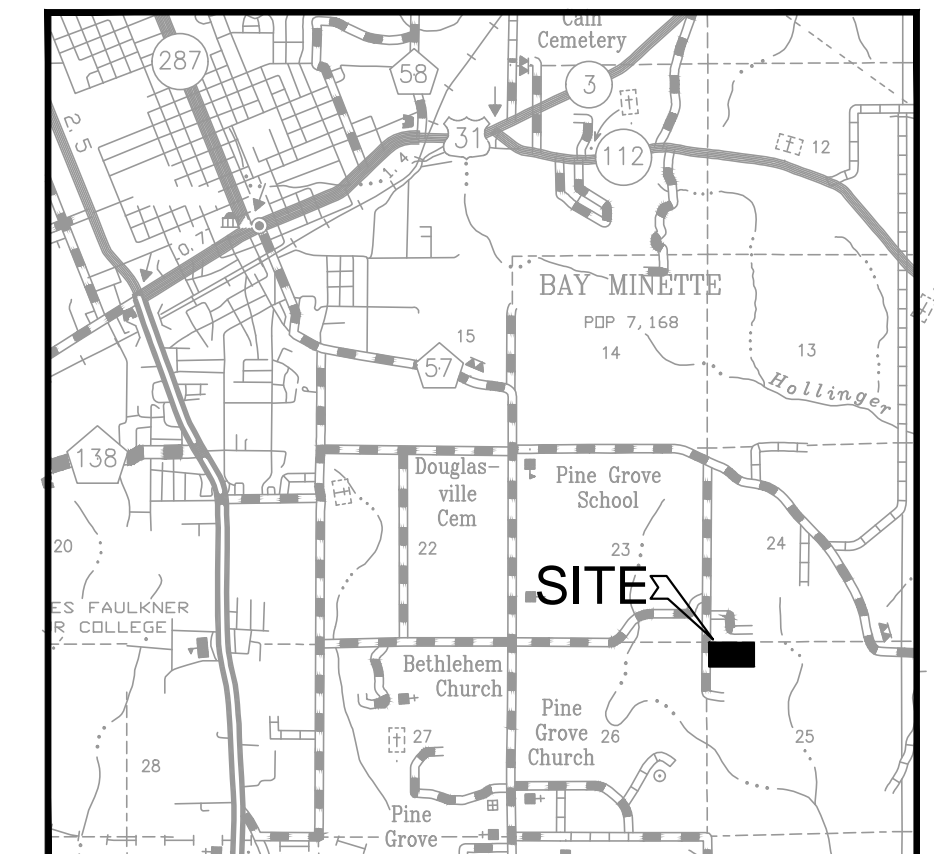 Cain
Cemetery
287
58
3
2.5
31
112
12
1.4
0.7
BAY MINETTE
POP 7,168
15
14
13
57
Hollinger
138
Douglas-
ville
Cem
Pine Grove
School
20
22
23
24
SITE
ES FAULKNER
R COLLEGE
Bethlehem
Church
Pine
Grove
Church
27
26
25
28
Pine
Grove